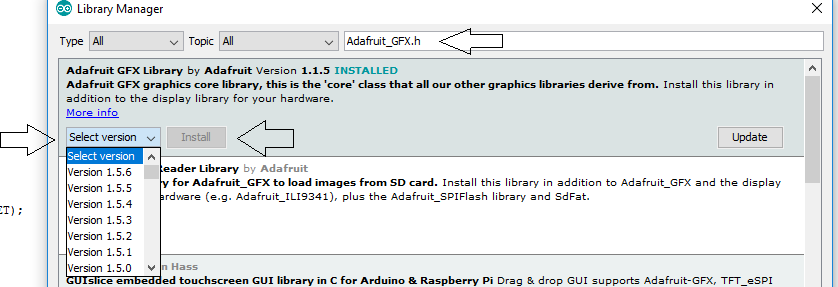 Library Manager
Type All Topic All Adafruit_GFX.h
Adafruit GFX Library by Adafruit Version 1.1.5 INSTALLED
Adafruit GFX graphics core library, this is the 'core' class that all our other graphics libraries derive from. Install this library in
addition to the display library for your hardware.
More info
Select version Install Update
Select version
Version 1.5.6
Version 1.5.5
Version 1.5.4
Version 1.5.3
Version 1.5.2
Version 1.5.1
Version 1.5.0
Reader Library by Adafruit
ry for Adafruit_GFX to load images from SD card. Install this library in addition to Adafruit_GFX and the display
ardware (e.g. Adafruit_ILI9341), plus the Adafruit_SPIFlash library and SdFat.
ET);
n Hass
GUIslice embedded touchscreen GUI library in C for Arduino & Raspberry Pi Drag & drop GUI supports Adafruit-GFX, TFT_eSPI